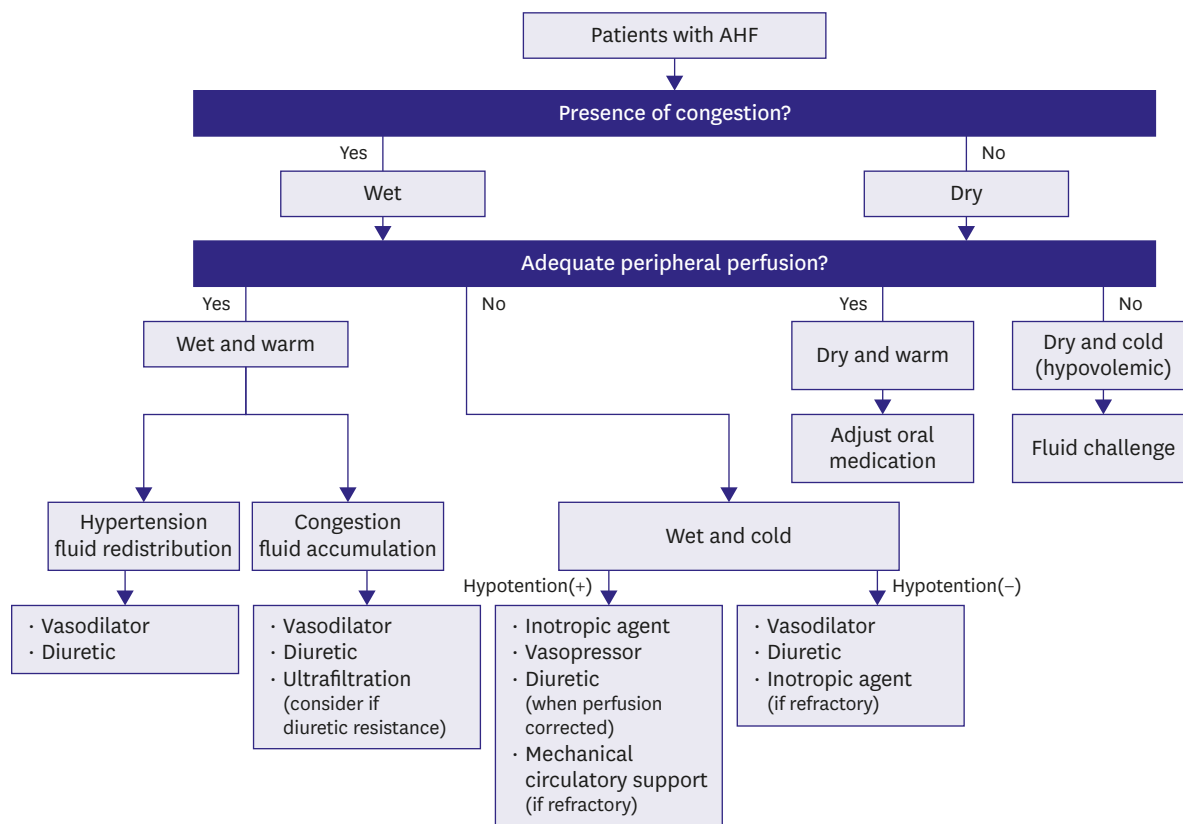 Patients with AHF
Presence of congestion?
Yes
No
Wet
Dry
Adequate peripheral perfusion?
Yes
No
Yes
No
Wet and warm
Dry and warm
Dry and cold
(hypovolemic)
Adjust oral
medication
Fluid challenge
Hypertension
fluid redistribution
Congestion
fluid accumulation
Wet and cold
Hypotention(+)
Hypotention(−)
· Vasodilator
· Diuretic
· Vasodilator
· Diuretic
· Ultrafiltration
(consider if
diuretic resistance)
· Inotropic agent
· Vasopressor
· Diuretic
(when perfusion
corrected)
· Mechanical
circulatory support
(if refractory)
· Vasodilator
· Diuretic
· Inotropic agent
(if refractory)